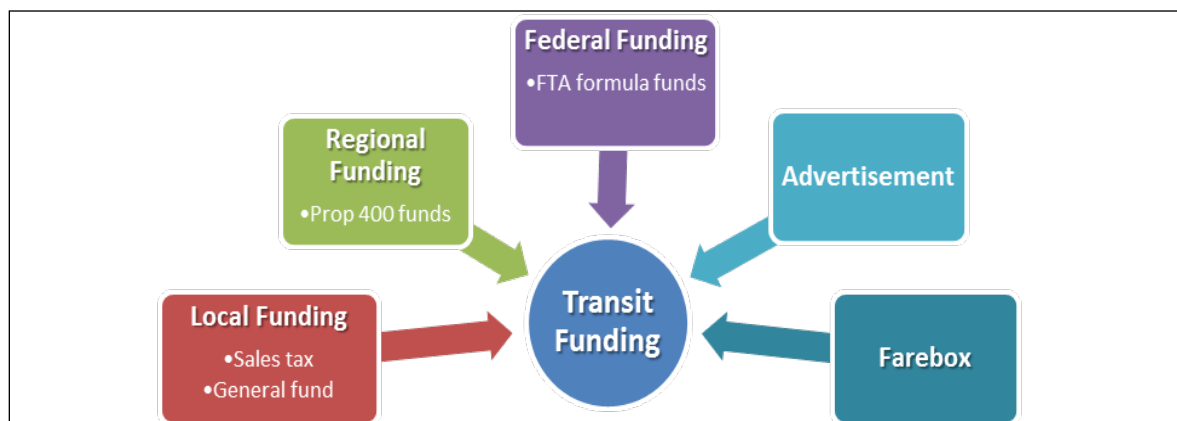 Federal Funding
•FTA formula funds
Regional
Funding
•Prop 400 funds
Advertisement
Local Funding
•Sales tax
•General fund
Transit
Funding
Farebox